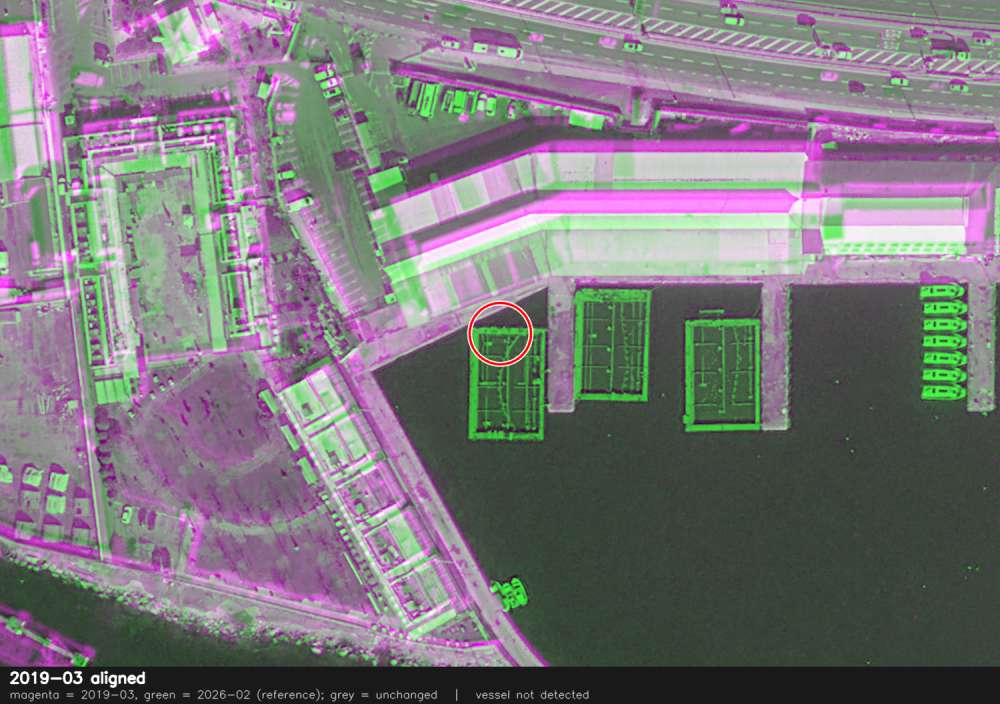 2019-03 aligned
magenta = 2019-03, green = 2026-02 (reference); grey = unchanged | vessel not detected